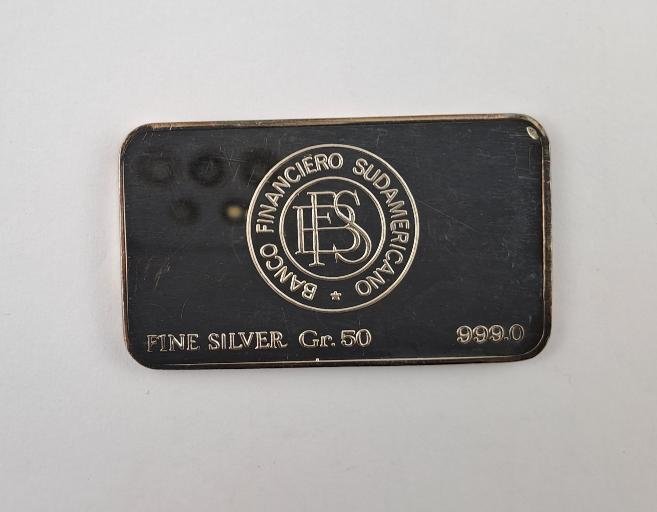 BANCO FINANCIERO SUDAMERICANO *
BFS
FINE SILVER Gr. 50 999.0